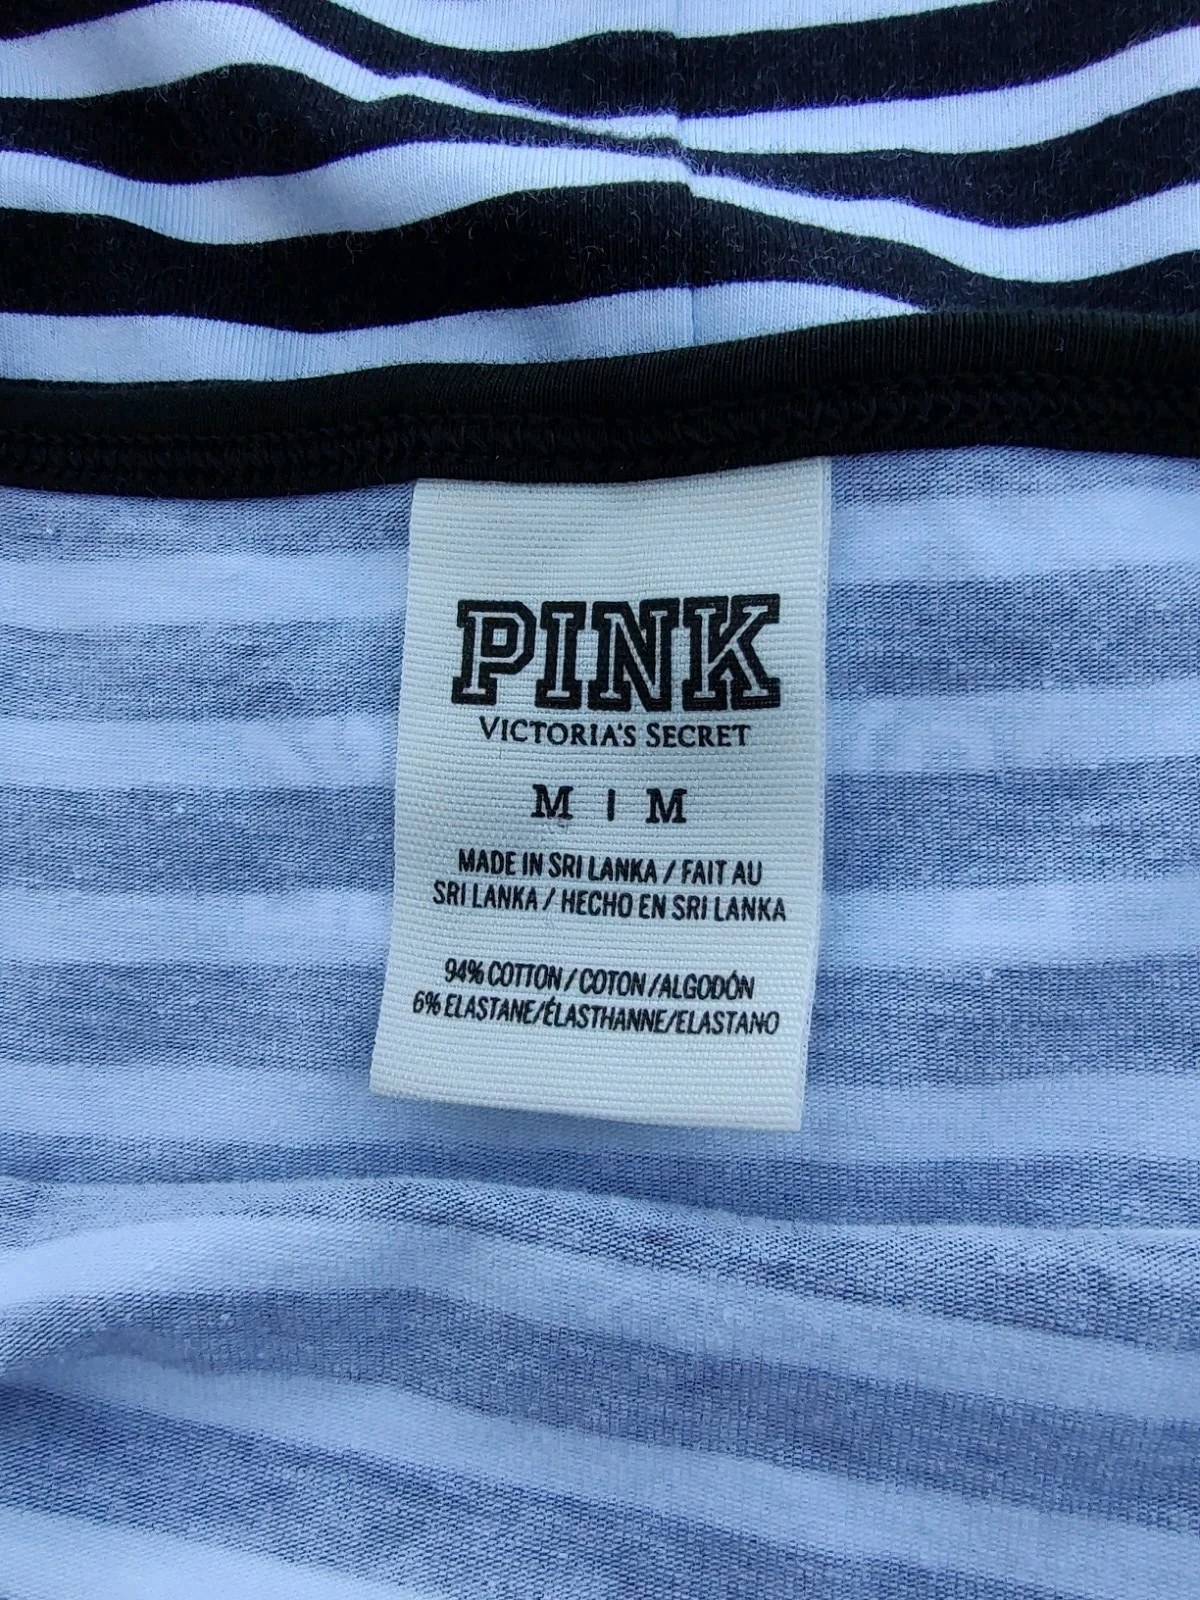 PINK
VICTORIA'S SECRET
M | M
MADE IN SRI LANKA / FAIT AU
SRI LANKA / HECHO EN SRI LANKA
94% COTTON / COTON /ALGODÓN
6% ELASTANE/ÉLASTHANNE/ELASTANO